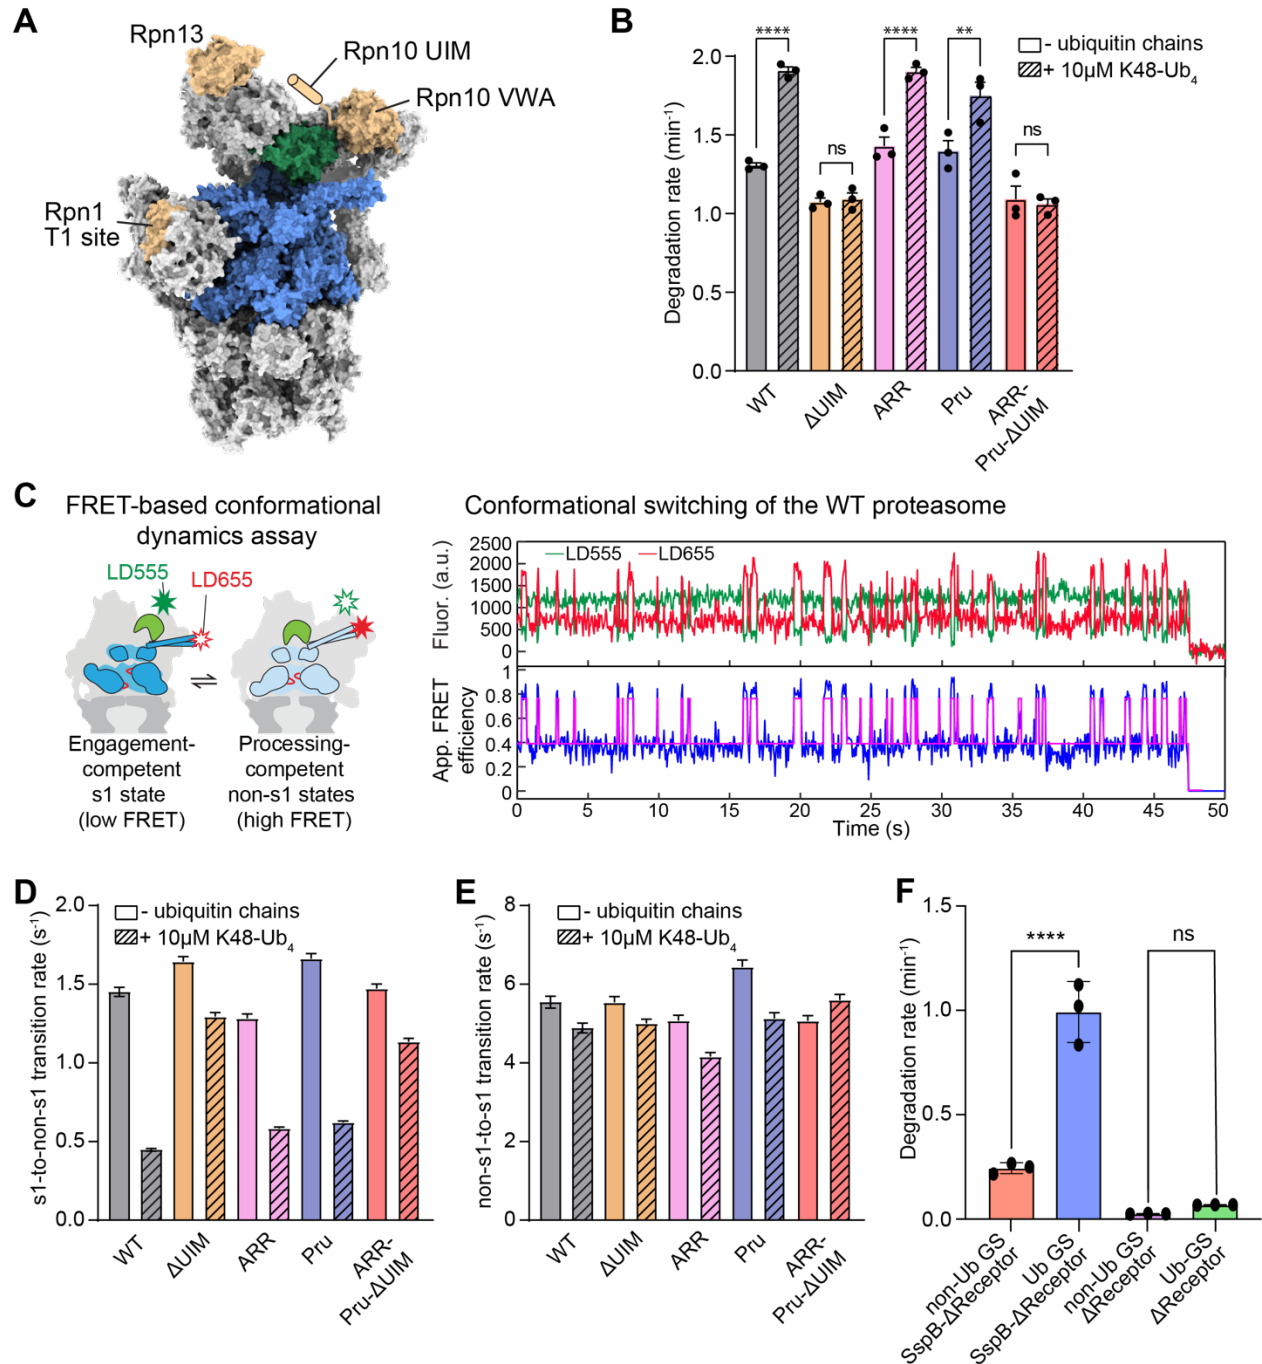 A
Rpn13
Rpn10 UIM
Rpn10 VWA
Rpn1
T1 site
B
- ubiquitin chains
+ 10µM K48-Ub4
Degradation rate (min-1)
2.0
1.5
1.0
0.5
0.0
****
ns
****
**
ns
WT
ΔUIM
ARR
Pru
ARR-
Pru-ΔUIM
C
FRET-based conformational
dynamics assay
LD555
LD655
Engagement-
competent
s1 state
(low FRET)
Processing-
competent
non-s1 states
(high FRET)
Conformational switching of the WT proteasome
LD555 LD655
Fluor. (a.u.)
2500
2000
1500
1000
500
0
App. FRET
efficiency
1
0.8
0.6
0.4
0.2
0
0 5 10 15 20 25 30 35 40 45 50
Time (s)
D
- ubiquitin chains
+ 10µM K48-Ub4
s1-to-non-s1 transition rate (s-1)
2.0
1.5
1.0
0.5
0.0
WT
ΔUIM
ARR
Pru
ARR-
Pru-ΔUIM
E
- ubiquitin chains
+ 10µM K48-Ub4
non-s1-to-s1 transition rate (s-1)
8
6
4
2
0
WT
ΔUIM
ARR
Pru
ARR-
Pru-ΔUIM
F
Degradation rate (min-1)
1.5
1.0
0.5
0.0
****
ns
non-Ub GS
SspB-ΔReceptor
Ub GS
SspB-ΔReceptor
non-Ub GS
ΔReceptor
Ub-GS
ΔReceptor